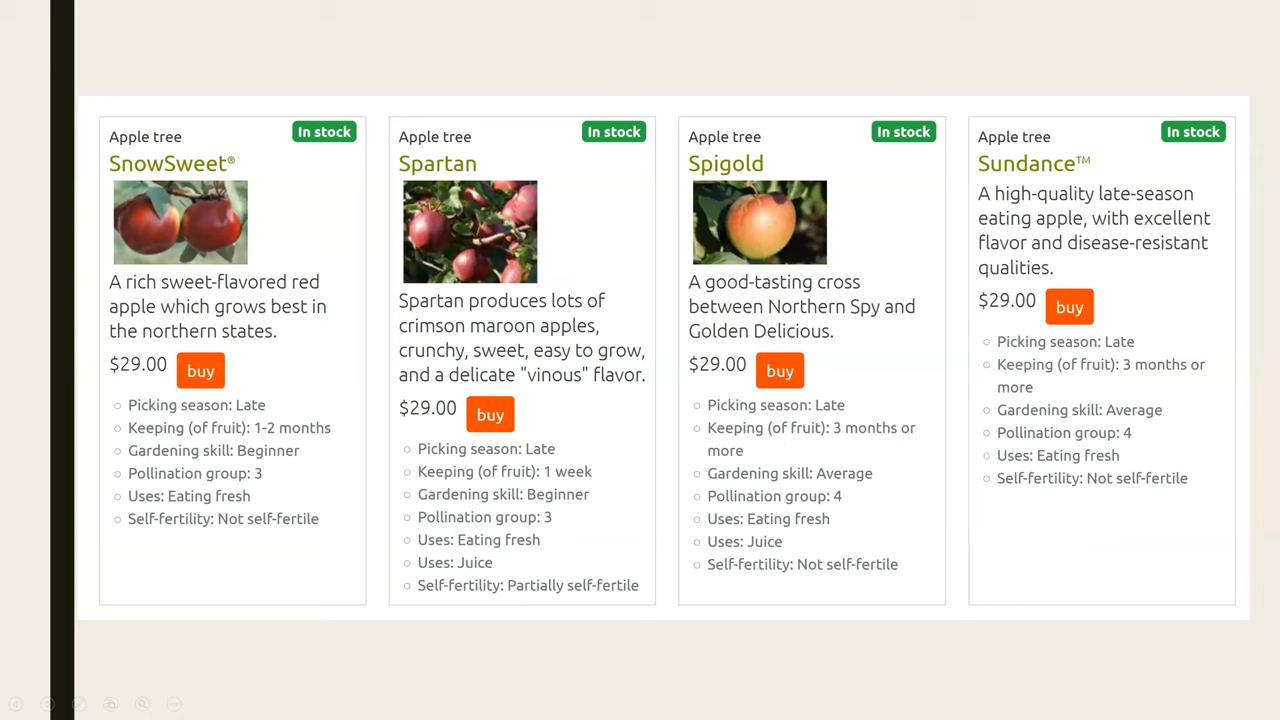 Apple tree
In stock
SnowSweet®
A rich sweet-flavored red
apple which grows best in
the northern states.
$29.00 buy
Picking season: Late
Keeping (of fruit): 1-2 months
Gardening skill: Beginner
Pollination group: 3
Uses: Eating fresh
Self-fertility: Not self-fertile
Apple tree
In stock
Spartan
Spartan produces lots of
crimson maroon apples,
crunchy, sweet, easy to grow,
and a delicate "vinous" flavor.
$29.00 buy
Picking season: Late
Keeping (of fruit): 1 week
Gardening skill: Beginner
Pollination group: 3
Uses: Eating fresh
Uses: Juice
Self-fertility: Partially self-fertile
Apple tree
In stock
Spigold
A good-tasting cross
between Northern Spy and
Golden Delicious.
$29.00 buy
Picking season: Late
Keeping (of fruit): 3 months or
more
Gardening skill: Average
Pollination group: 4
Uses: Eating fresh
Uses: Juice
Self-fertility: Not self-fertile
Apple tree
In stock
Sundance™
A high-quality late-season
eating apple, with excellent
flavor and disease-resistant
qualities.
$29.00 buy
Picking season: Late
Keeping (of fruit): 3 months or
more
Gardening skill: Average
Pollination group: 4
Uses: Eating fresh
Self-fertility: Not self-fertile